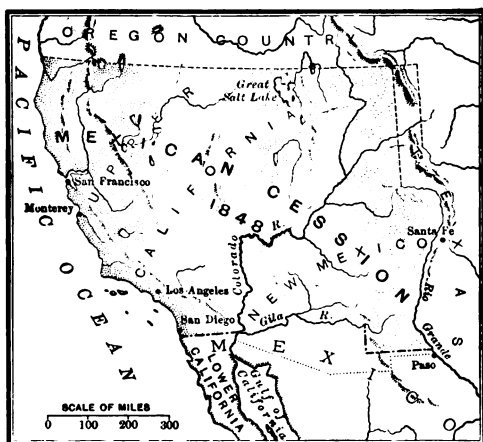 OREGON COUNTRY
PACIFIC OCEAN
Great
Salt Lake
MEXICAN CESSION
1848
UPPER CALIFORNIA
San Francisco
Monterey
Colorado R.
NEW MEXICO
Santa Fe
TEXAS
Los Angeles
San Diego
Gila R.
Rio Grande
Paso
MEXICO
LOWER
CALIFORNIA
Gulf of
California
SCALE OF MILES
0 100 200 300